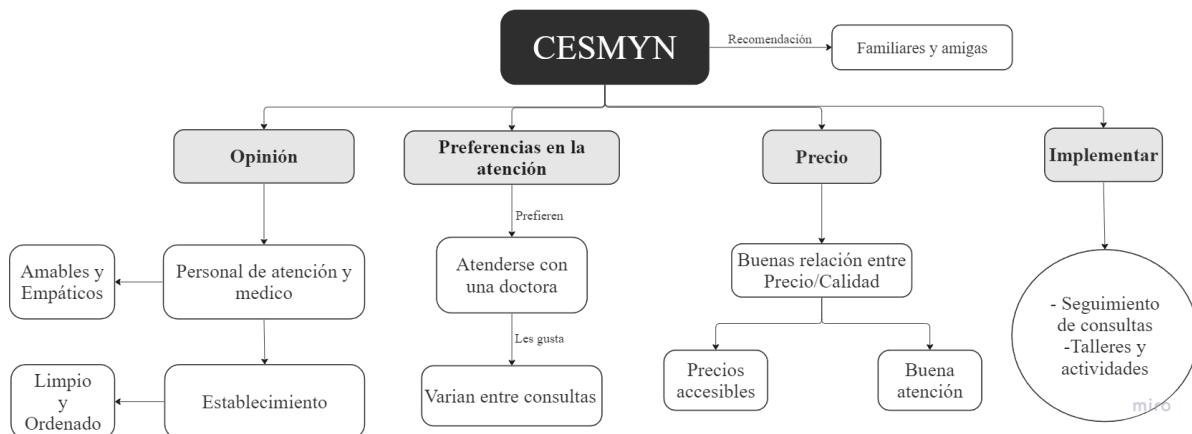 CESMYN
Recomendación
Familiares y amigas
Opinión
Preferencias en la
atención
Precio
Implementar
Prefieren
Amables y
Empáticos
Personal de atención y
medico
Atenderse con
una doctora
Buenas relación entre
Precio/Calidad
- Seguimiento
de consultas
-Talleres y
actividades
Les gusta
Limpio
y
Ordenado
Establecimiento
Varian entre consultas
Precios
accesibles
Buena
atención
miro